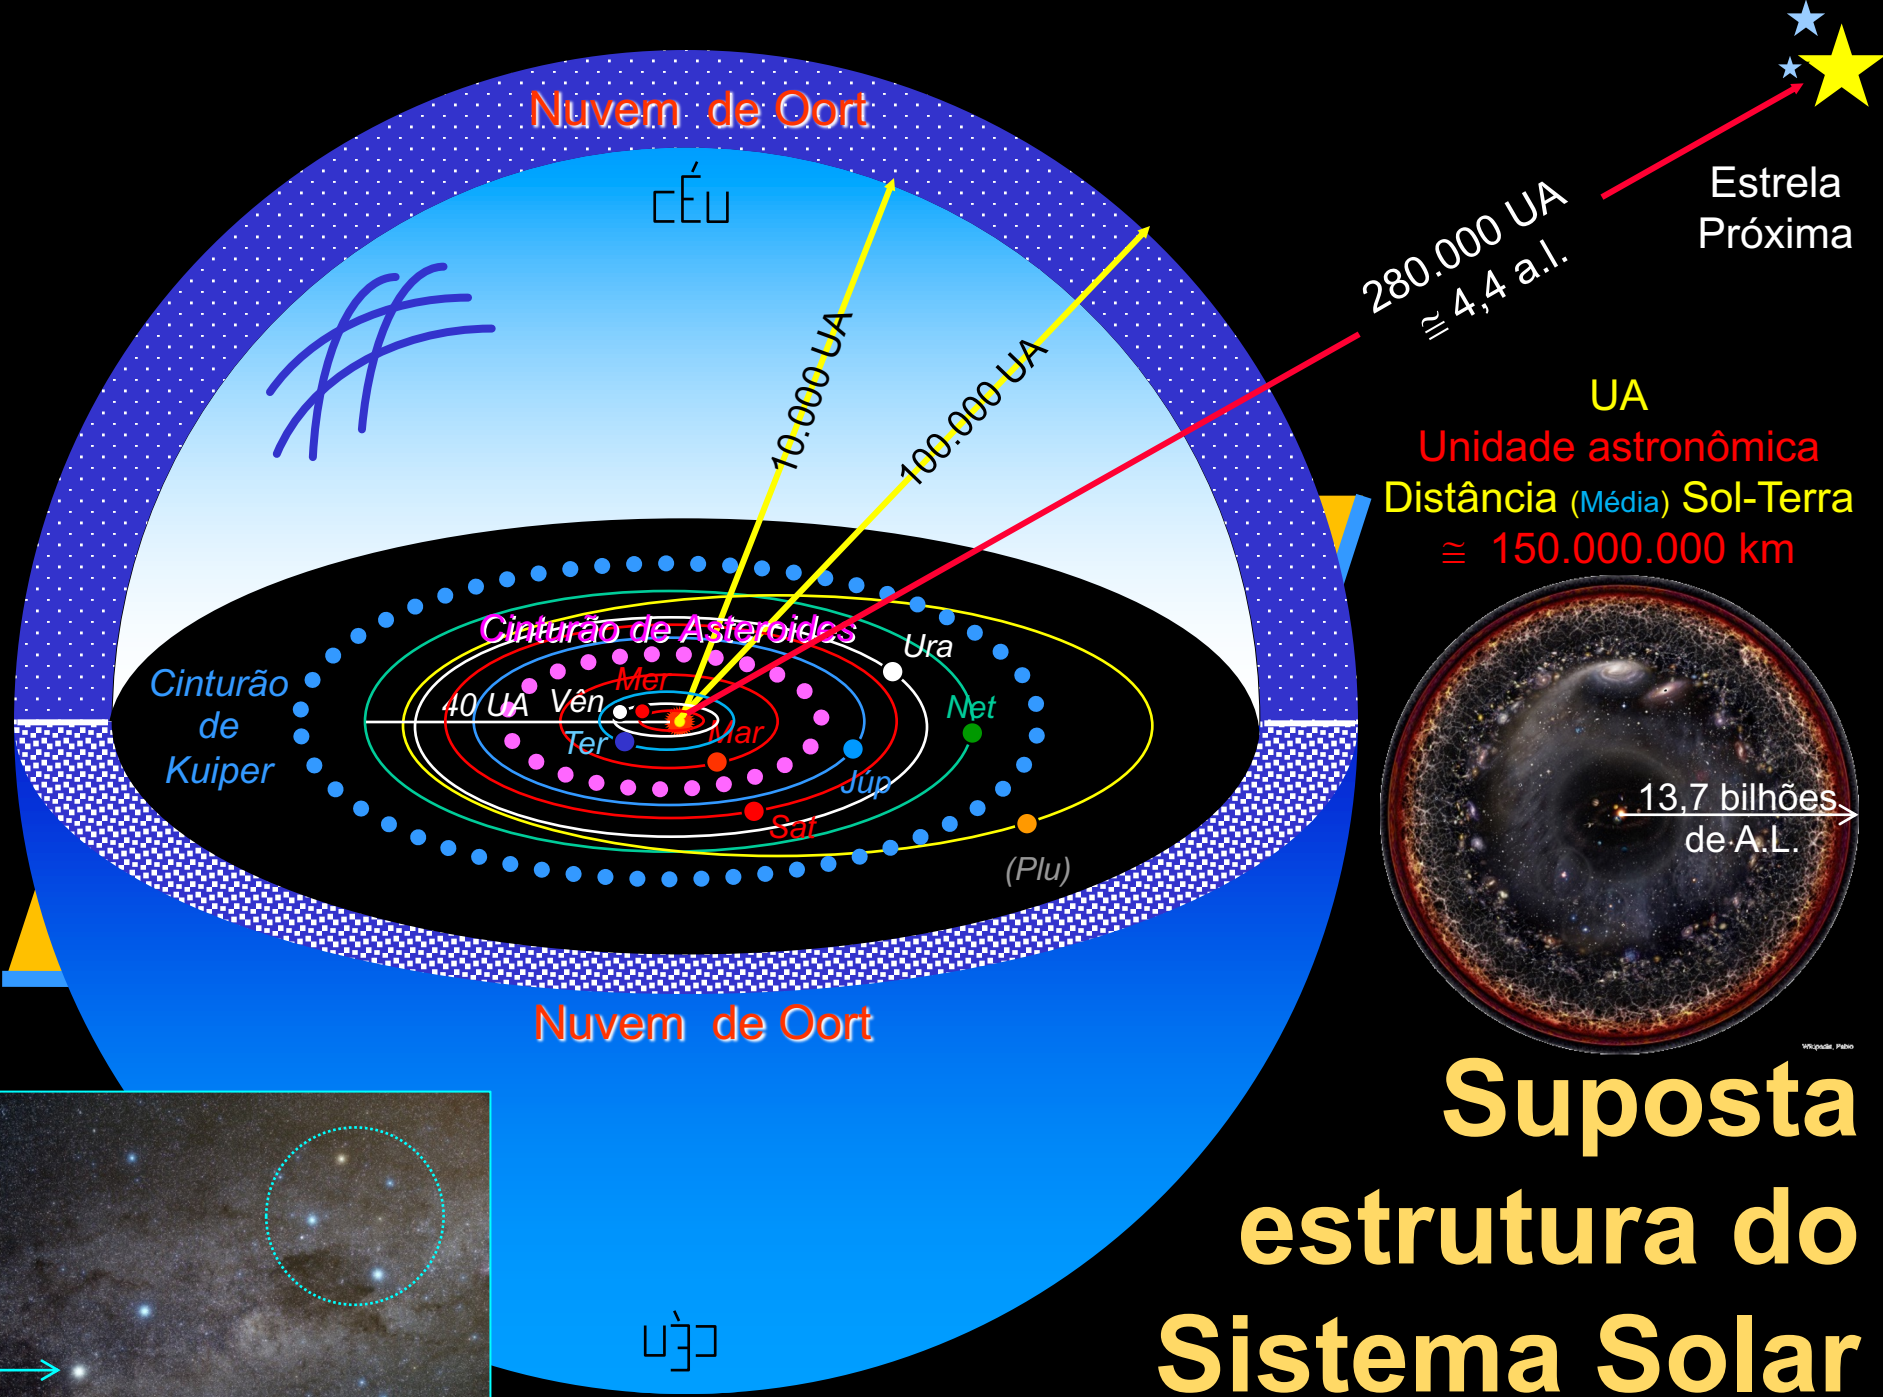 Nuvem de Oort
CÉU
Estrela
Próxima
280.000 UA
≅ 4,4 a.l.
10.000 UA
100.000 UA
UA
Unidade astronômica
Distância (Média) Sol-Terra
≅ 150.000.000 km
Cinturão de Asteroides
Ura
Cinturão
de
Kuiper
40 UA
Vên
Mer
Net
Ter
Mar
Júp
Sat
(Plu)
13,7 bilhões
de A.L.
Nuvem de Oort
Wikipedia, Pablo
Suposta
estrutura do
Sistema Solar
CÉU